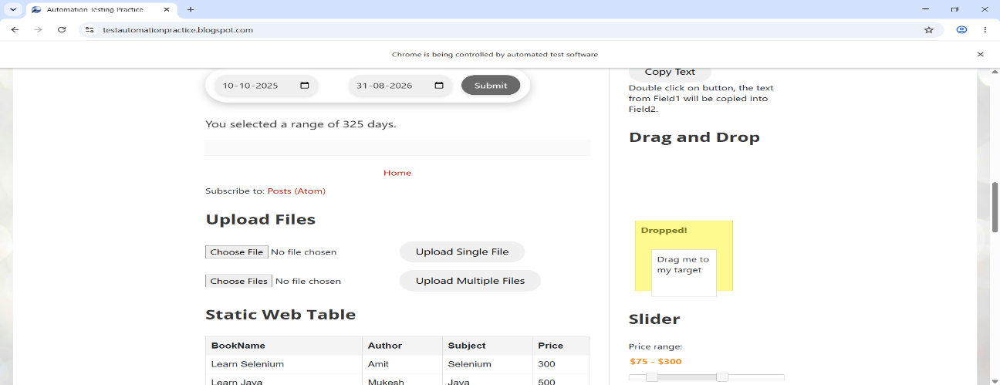 Automation Testing Practice
testautomationpractice.blogspot.com
Chrome is being controlled by automated test software
10-10-2025 31-08-2026 Submit
You selected a range of 325 days.
Home
Subscribe to: Posts (Atom)
Upload Files
Choose File No file chosen Upload Single File
Choose Files No file chosen Upload Multiple Files
Static Web Table
BookName Author Subject Price
Learn Selenium Amit Selenium 300
Learn Java Mukesh Java 500
Copy Text
Double click on button, the text
from Field1 will be copied into
Field2.
Drag and Drop
Dropped!
Drag me to
my target
Slider
Price range:
$75 - $300